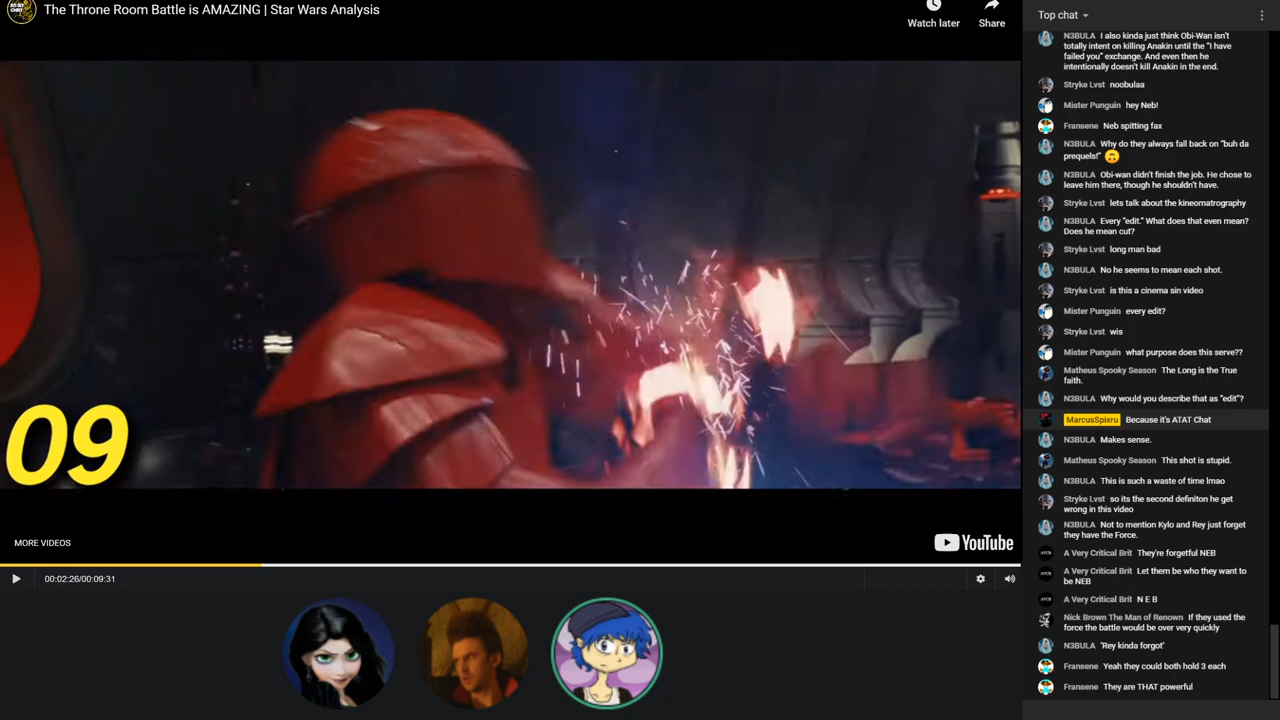 The Throne Room Battle is AMAZING | Star Wars Analysis
Watch later
Share
09
MORE VIDEOS
YouTube
00:02:26/00:09:31
Top chat
N3BULA I also kinda just think Obi-Wan isn't
totally intent on killing Anakin until the "I have
failed you" exchange. And even then he
intentionally doesn't kill Anakin in the end.
Stryke Lvst noobulaa
Mister Punguin hey Neb!
Fransene Neb spitting fax
N3BULA Why do they always fall back on "buh da
prequels!" 🙃
N3BULA Obi-wan didn't finish the job. He chose to
leave him there, though he shouldn't have.
Stryke Lvst lets talk about the kineomatrography
N3BULA Every "edit." What does that even mean?
Does he mean cut?
Stryke Lvst long man bad
N3BULA No he seems to mean each shot.
Stryke Lvst is this a cinema sin video
Mister Punguin every edit?
Stryke Lvst wis
Mister Punguin what purpose does this serve??
Matheus Spooky Season The Long is the True
faith.
N3BULA Why would you describe that as "edit"?
MarcusSpixru Because it's ATAT Chat
N3BULA Makes sense.
Matheus Spooky Season This shot is stupid.
N3BULA This is such a waste of time lmao
Stryke Lvst so its the second definiton he get
wrong in this video
N3BULA Not to mention Kylo and Rey just forget
they have the Force.
A Very Critical Brit They're forgetful NEB
A Very Critical Brit Let them be who they want to
be NEB
A Very Critical Brit N E B
Nick Brown The Man of Renown If they used the
force the battle would be over very quickly
N3BULA 'Rey kinda forgot'
Fransene Yeah they could both hold 3 each
Fransene They are THAT powerful